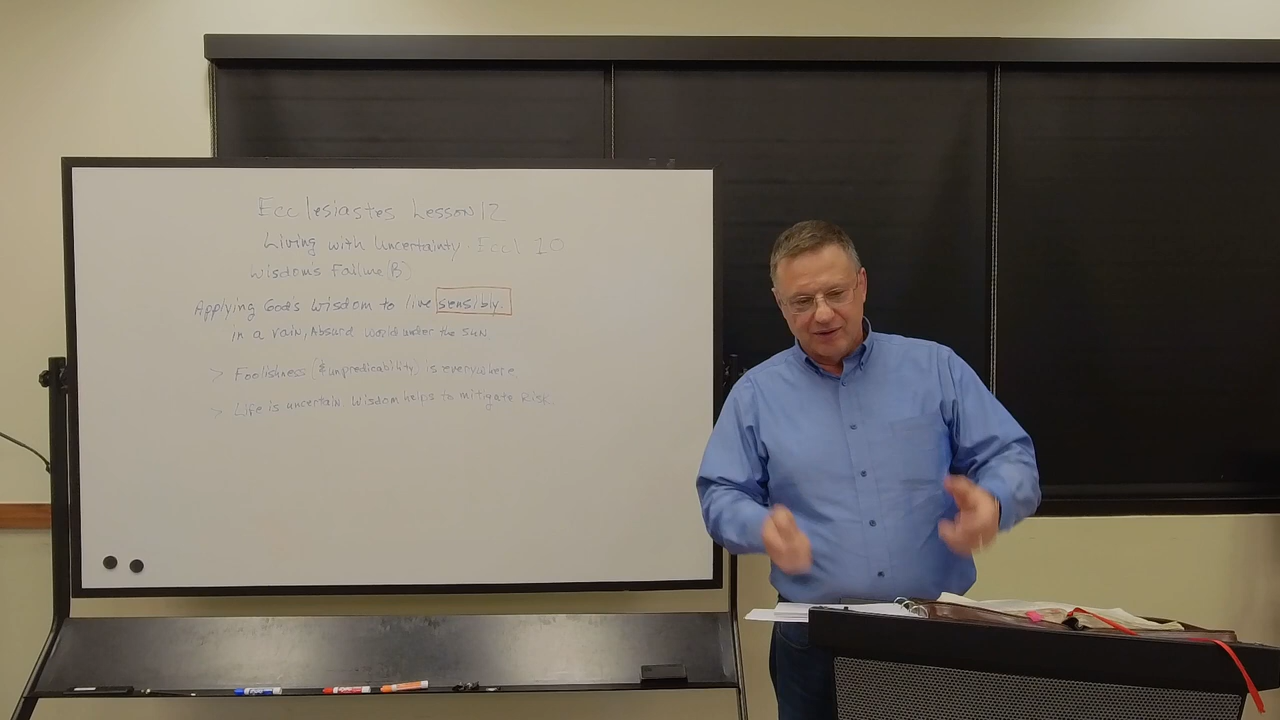 Ecclesiastes Lesson 12
Living with Uncertainty. Eccl 10
Wisdom's Failure (B)
Applying God's Wisdom to live sensibly.
in a vain, Absurd World under the SUN.
> Foolishness (& unpredicability) is everywhere
> Life is uncertain. Wisdom helps to mitigate Risk.